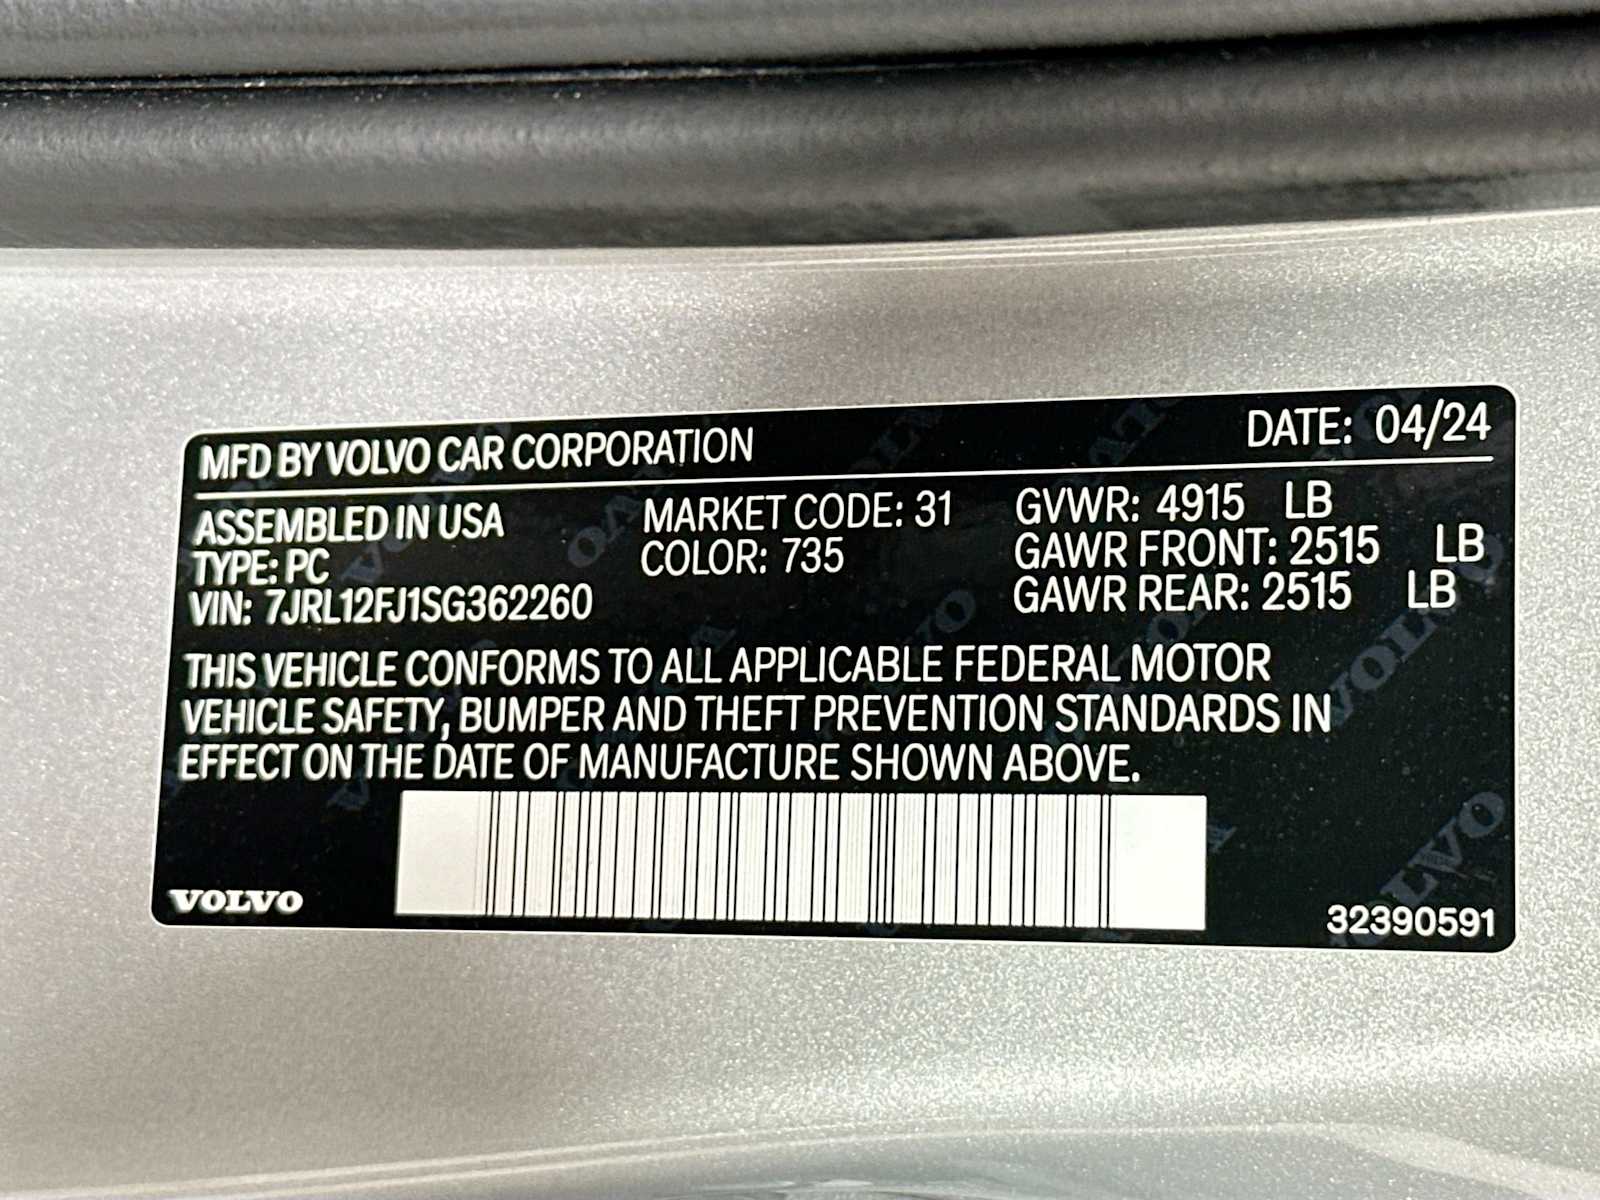 MFD BY VOLVO CAR CORPORATION DATE: 04/24
ASSEMBLED IN USA MARKET CODE: 31 GVWR: 4915 LB
TYPE: PC COLOR: 735 GAWR FRONT: 2515 LB
VIN: 7JRL12FJ1SG362260 GAWR REAR: 2515 LB
THIS VEHICLE CONFORMS TO ALL APPLICABLE FEDERAL MOTOR
VEHICLE SAFETY, BUMPER AND THEFT PREVENTION STANDARDS IN
EFFECT ON THE DATE OF MANUFACTURE SHOWN ABOVE.
VOLVO 32390591